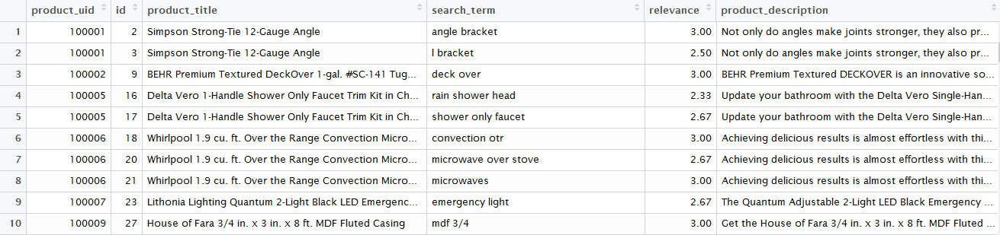 product_uid id product_title search_term relevance product_description
1 100001 2 Simpson Strong-Tie 12-Gauge Angle angle bracket 3.00 Not only do angles make joints stronger, they also pr...
2 100001 3 Simpson Strong-Tie 12-Gauge Angle l bracket 2.50 Not only do angles make joints stronger, they also pr...
3 100002 9 BEHR Premium Textured DeckOver 1-gal. #SC-141 Tug... deck over 3.00 BEHR Premium Textured DECKOVER is an innovative so...
4 100005 16 Delta Vero 1-Handle Shower Only Faucet Trim Kit in Ch... rain shower head 2.33 Update your bathroom with the Delta Vero Single-Han...
5 100005 17 Delta Vero 1-Handle Shower Only Faucet Trim Kit in Ch... shower only faucet 2.67 Update your bathroom with the Delta Vero Single-Han...
6 100006 18 Whirlpool 1.9 cu. ft. Over the Range Convection Micro... convection otr 3.00 Achieving delicious results is almost effortless with thi...
7 100006 20 Whirlpool 1.9 cu. ft. Over the Range Convection Micro... microwave over stove 2.67 Achieving delicious results is almost effortless with thi...
8 100006 21 Whirlpool 1.9 cu. ft. Over the Range Convection Micro... microwaves 3.00 Achieving delicious results is almost effortless with thi...
9 100007 23 Lithonia Lighting Quantum 2-Light Black LED Emergenc... emergency light 2.67 The Quantum Adjustable 2-Light LED Black Emergency ...
10 100009 27 House of Fara 3/4 in. x 3 in. x 8 ft. MDF Fluted Casing mdf 3/4 3.00 Get the House of Fara 3/4 in. x 3 in. x 8 ft. MDF Fluted ...